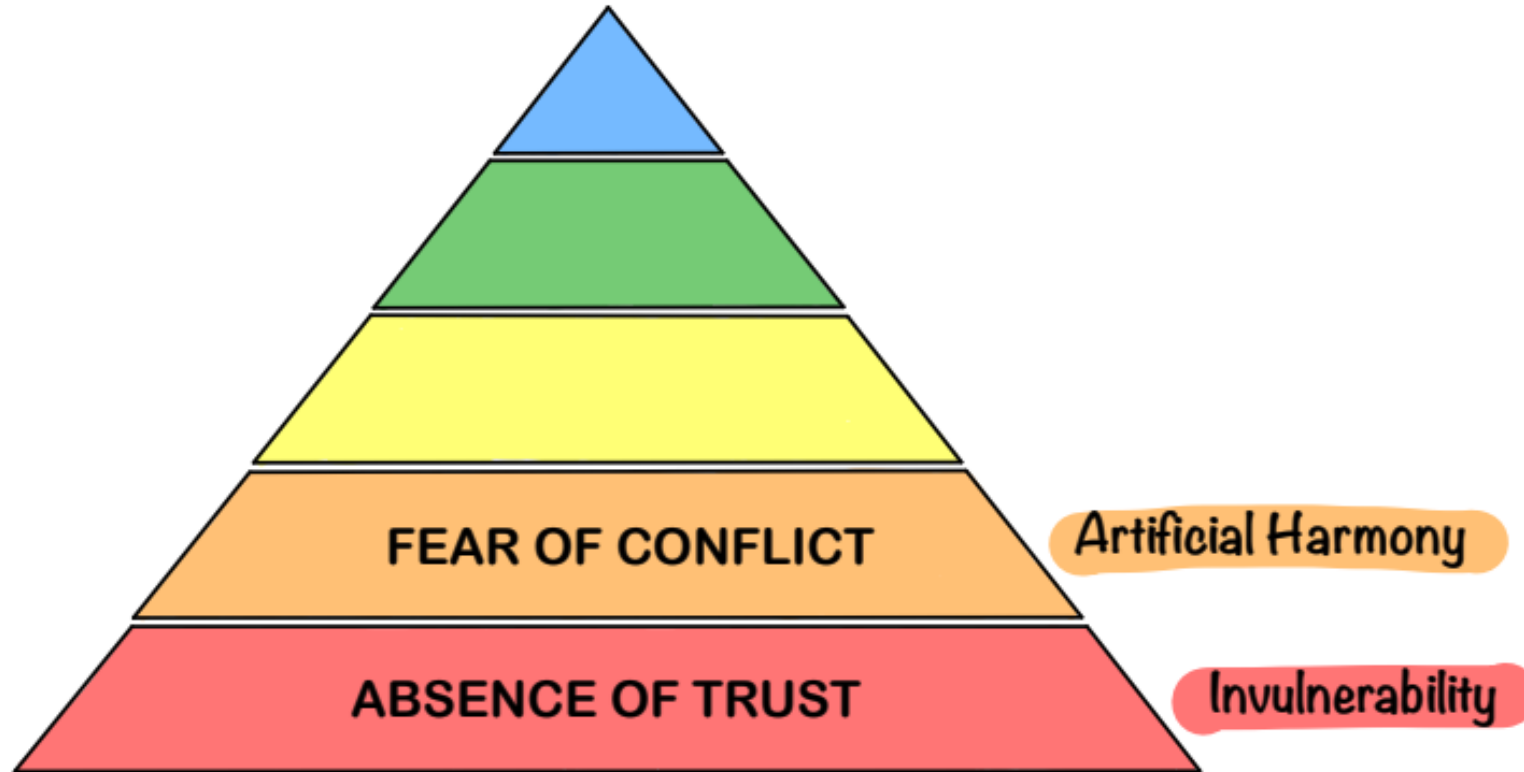 FEAR OF CONFLICT
Artificial Harmony
ABSENCE OF TRUST
Invulnerability